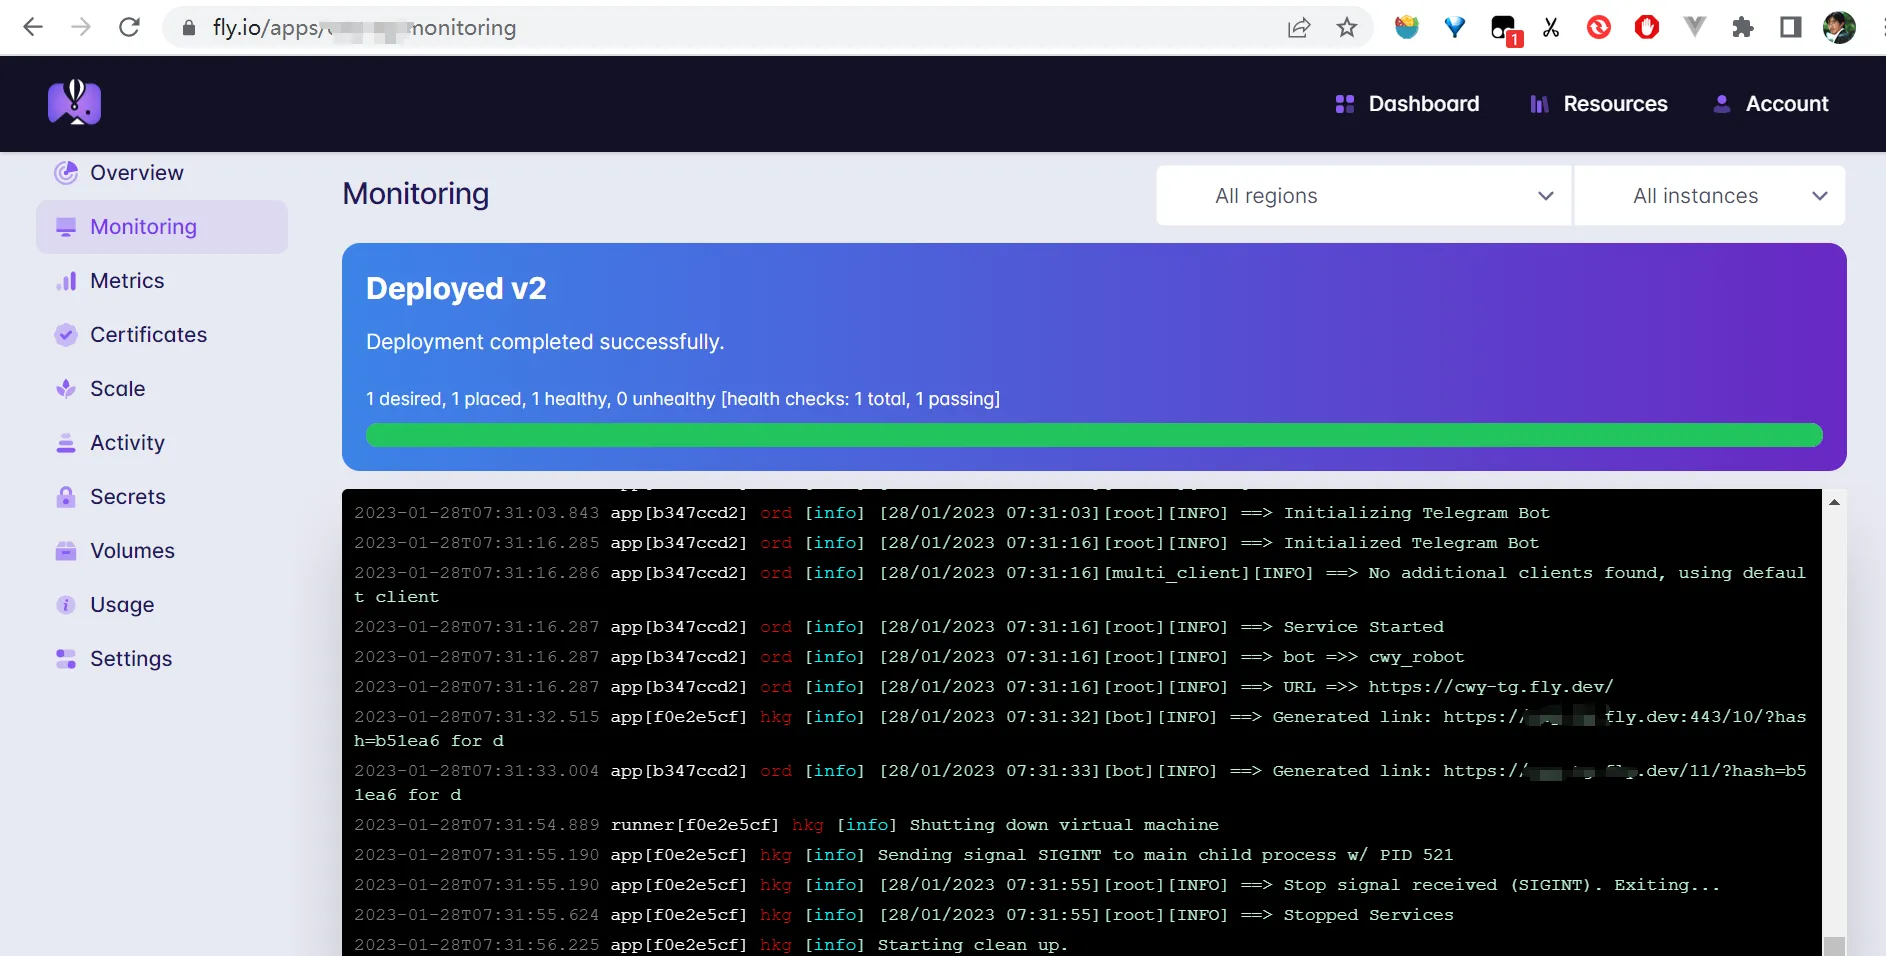 fly.io/apps/ monitoring
1
Dashboard
Resources
Account
Overview
Monitoring
Metrics
Certificates
Scale
Activity
Secrets
Volumes
Usage
Settings
Monitoring
All regions
All instances
Deployed v2
Deployment completed successfully.
1 desired, 1 placed, 1 healthy, 0 unhealthy [health checks: 1 total, 1 passing]
2023-01-28T07:31:03.843 app[b347ccd2] ord [info] [28/01/2023 07:31:03][root][INFO] ==> Initializing Telegram Bot
2023-01-28T07:31:16.285 app[b347ccd2] ord [info] [28/01/2023 07:31:16][root][INFO] ==> Initialized Telegram Bot
2023-01-28T07:31:16.286 app[b347ccd2] ord [info] [28/01/2023 07:31:16][multi_client][INFO] ==> No additional clients found, using defaul
t client
2023-01-28T07:31:16.287 app[b347ccd2] ord [info] [28/01/2023 07:31:16][root][INFO] ==> Service Started
2023-01-28T07:31:16.287 app[b347ccd2] ord [info] [28/01/2023 07:31:16][root][INFO] ==> bot =>> cwy_robot
2023-01-28T07:31:16.287 app[b347ccd2] ord [info] [28/01/2023 07:31:16][root][INFO] ==> URL =>> https://cwy-tg.fly.dev/
2023-01-28T07:31:32.515 app[f0e2e5cf] hkg [info] [28/01/2023 07:31:32][bot][INFO] ==> Generated link: https:// fly.dev:443/10/?has
h=b51ea6 for d
2023-01-28T07:31:33.004 app[b347ccd2] ord [info] [28/01/2023 07:31:33][bot][INFO] ==> Generated link: https:// .dev/11/?hash=b5
1ea6 for d
2023-01-28T07:31:54.889 runner[f0e2e5cf] hkg [info] Shutting down virtual machine
2023-01-28T07:31:55.190 app[f0e2e5cf] hkg [info] Sending signal SIGINT to main child process w/ PID 521
2023-01-28T07:31:55.190 app[f0e2e5cf] hkg [info] [28/01/2023 07:31:55][root][INFO] ==> Stop signal received (SIGINT). Exiting...
2023-01-28T07:31:55.624 app[f0e2e5cf] hkg [info] [28/01/2023 07:31:55][root][INFO] ==> Stopped Services
2023-01-28T07:31:56.225 app[f0e2e5cf] hkg [info] Starting clean up.